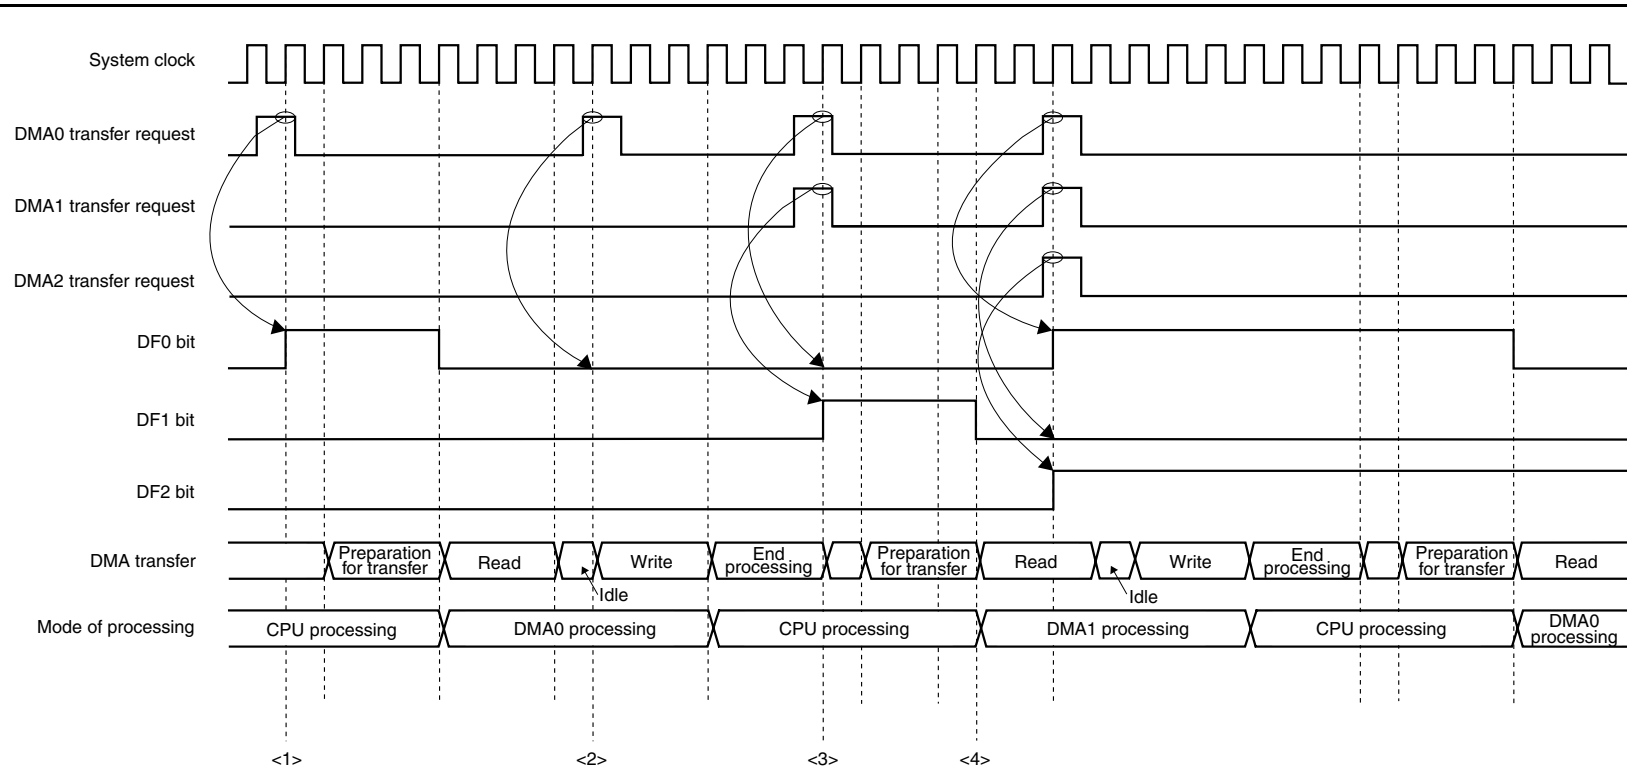 System clock
DMA0 transfer request
DMA1 transfer request
DMA2 transfer request
DF0 bit
DF1 bit
DF2 bit
DMA transfer
Preparation
for transfer
Read
Write
End
processing
Preparation
for transfer
Read
Write
End
processing
Preparation
for transfer
Read
Idle
Idle
Mode of processing
CPU processing
DMA0 processing
CPU processing
DMA1 processing
CPU processing
DMA0
processing
<1>
<2>
<3>
<4>